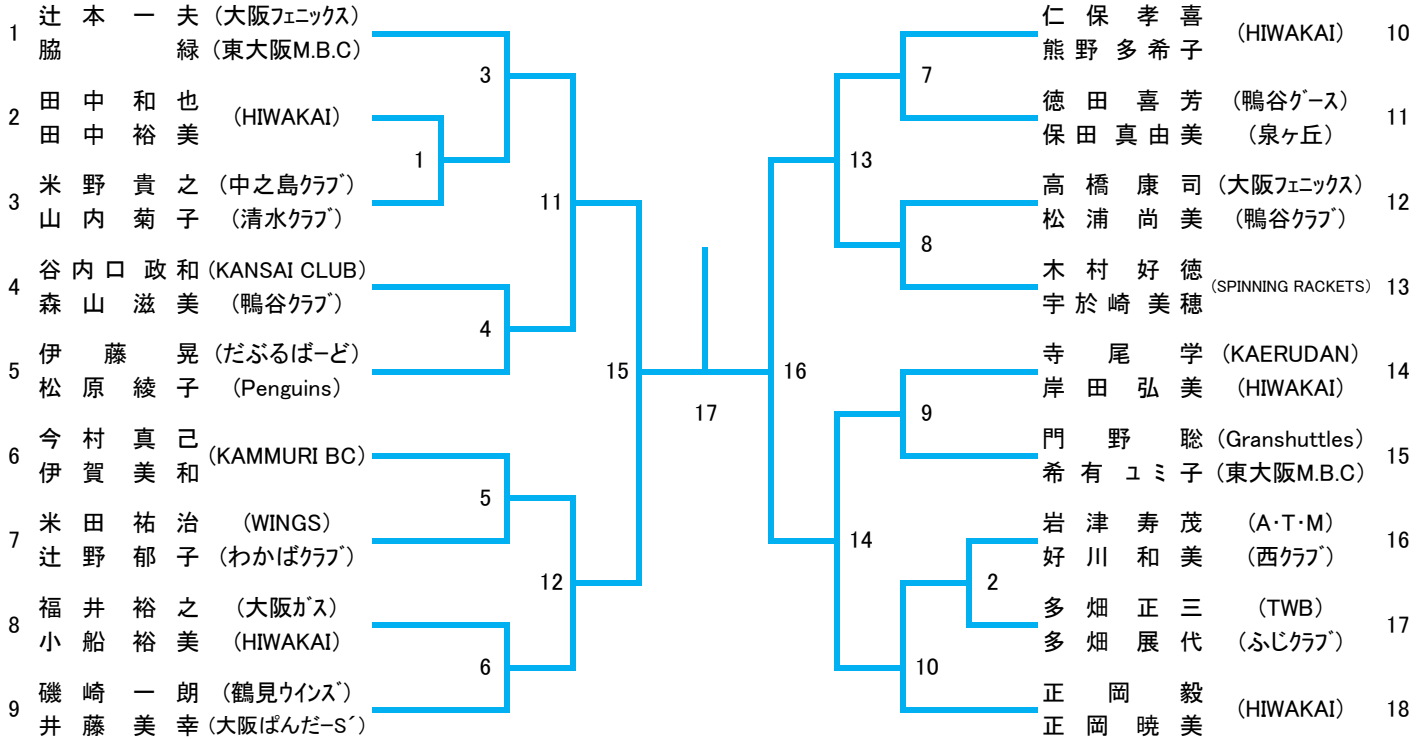 1 辻本一夫 (大阪フェニックス)
脇緑 (東大阪M.B.C)
2 田中和也 (HIWAKAI)
田中裕美
3 米野貴之 (中之島クラブ)
山内菊子 (清水クラブ)
4 谷内口政和 (KANSAI CLUB)
森山滋美 (鴨谷クラブ)
5 伊藤晃 (だぶるばーど)
松原綾子 (Penguins)
6 今村真己 (KAMMURI BC)
伊賀美和
7 米田祐治 (WINGS)
辻野郁子 (わかばクラブ)
8 福井裕之 (大阪ガス)
小船裕美 (HIWAKAI)
9 磯崎一朗 (鶴見ウインズ)
井藤美幸 (大阪ぱんだーS´)
3
1
11
4
15
5
12
6
17
7
13
8
16
9
14
2
10
仁保孝喜 (HIWAKAI) 10
熊野多希子
徳田喜芳 (鴨谷グース) 11
保田真由美 (泉ヶ丘)
高橋康司 (大阪フェニックス) 12
松浦尚美 (鴨谷クラブ)
木村好徳 (SPINNING RACKETS) 13
宇於崎美穂
寺尾学 (KAERUDAN) 14
岸田弘美 (HIWAKAI)
門野聡 (Granshuttles) 15
希有ユミ子 (東大阪M.B.C)
岩津寿茂 (A・T・M) 16
好川和美 (西クラブ)
多畑正三 (TWB) 17
多畑展代 (ふじクラブ)
正岡毅 (HIWAKAI) 18
正岡暁美